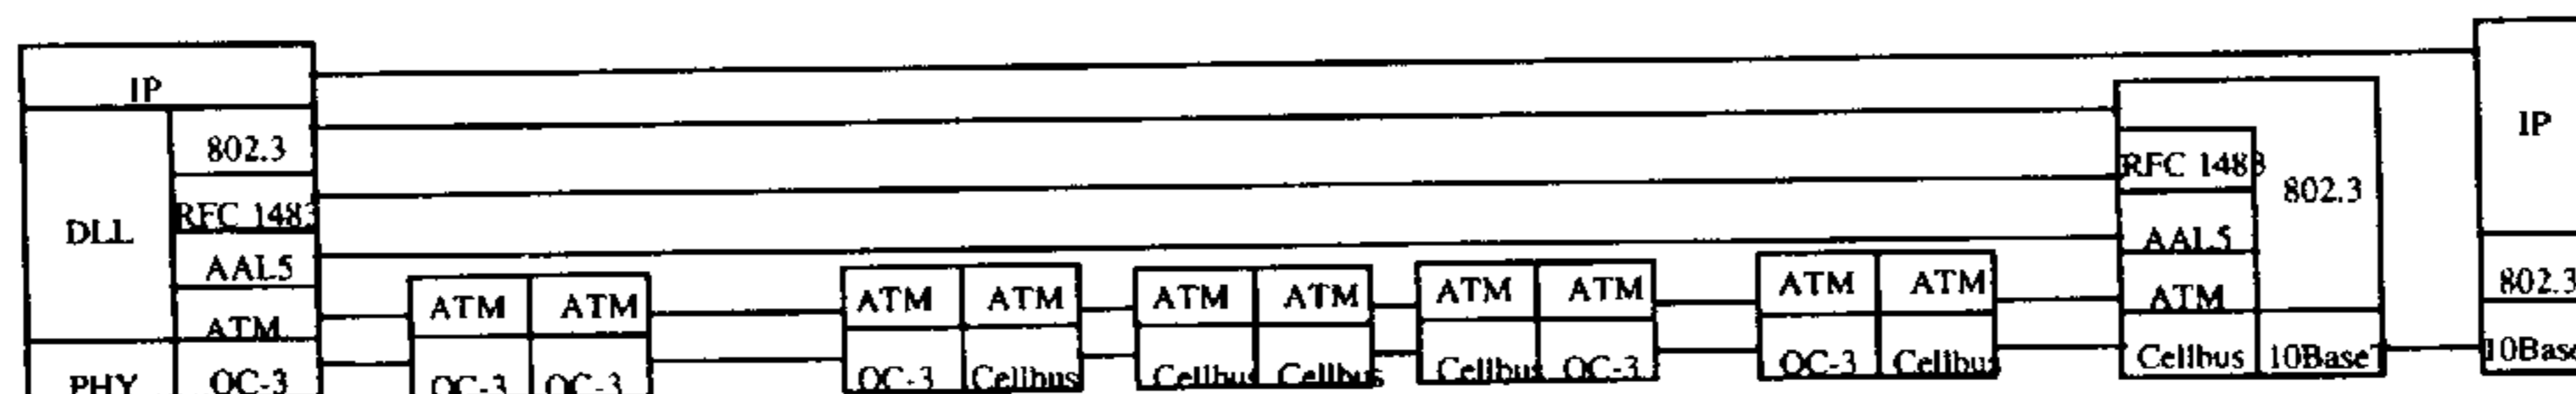 IP
802.3
RFC 1483
DLL
AAL5
ATM
PHY
OC-3
ATM ATM
OC-3 OC-3
ATM ATM
OC-3 Cellbus
ATM ATM
Cellbus Cellbus
ATM ATM
Cellbus OC-3
ATM ATM
OC-3 Cellbus
RFC 1483
802.3
AAL5
ATM
Cellbus 10Base
IP
802.3
10Base